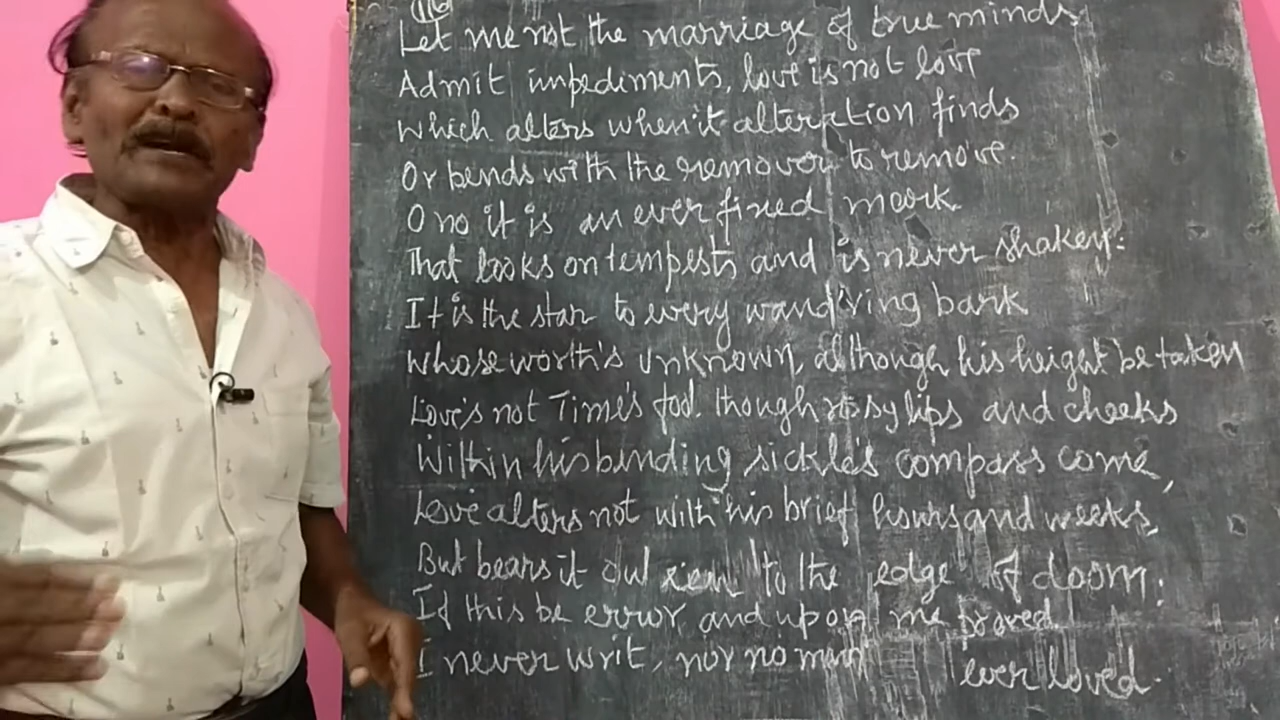 116
Let me not the marriage of true minds
Admit impediments, love is not love
which alters when it alteration finds
Or bends with the remover to remove.
O no it is an ever fixed mark.
That looks on tempests and is never shaken:
It is the star to every wandring bark
whose worth's unknown, although his height be taken
Love's not Time's fool. though rosy lips and cheeks
Within his bending sickle's compass come,
Love alters not with his brief hours and weeks,
But bears it out even to the edge of doom:
If this be error and upon me proved.
I never writ, nor no man ever loved.